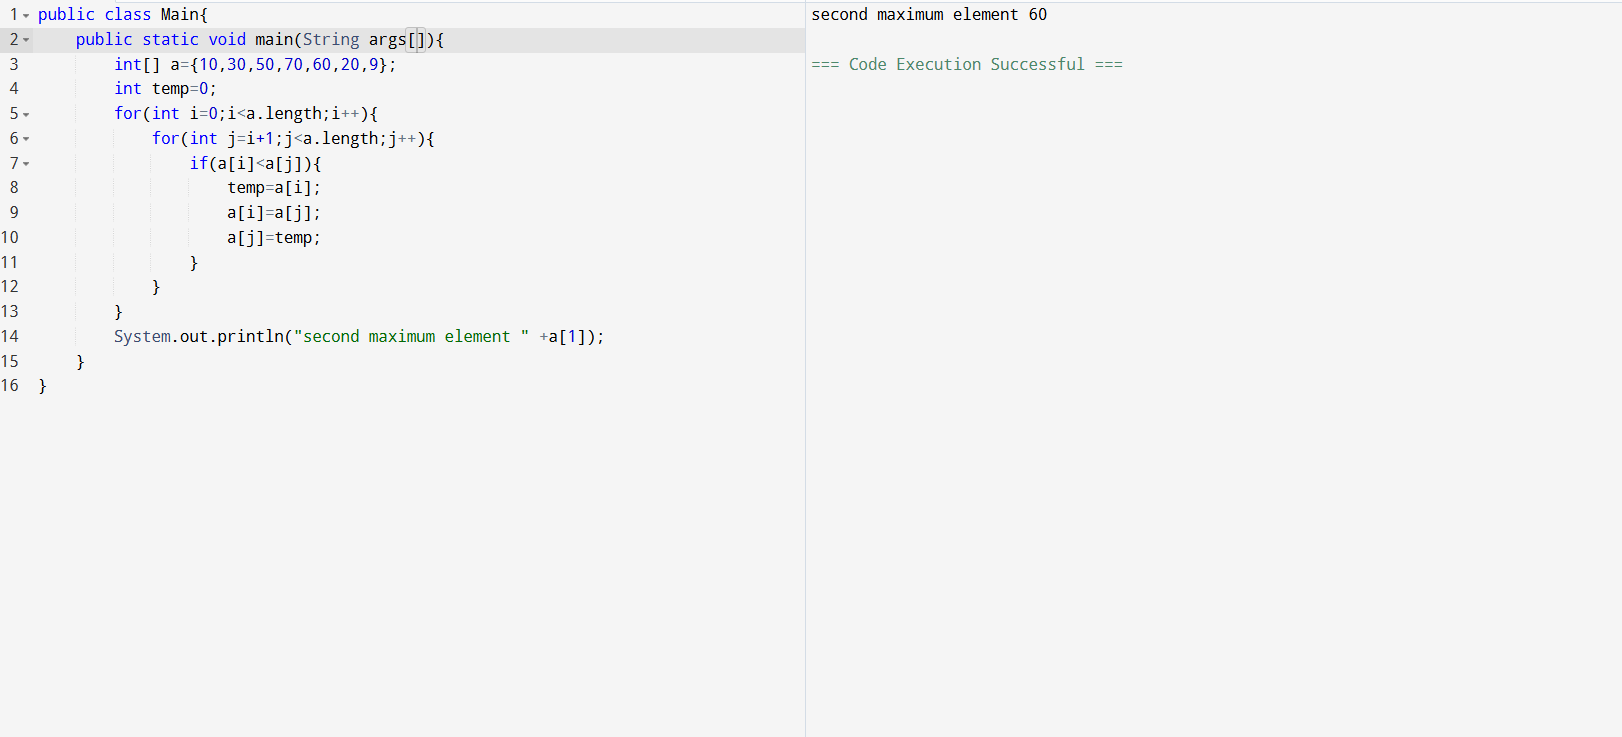 1 public class Main{
2 public static void main(String args[]){
3 int[] a={10,30,50,70,60,20,9};
4 int temp=0;
5 for(int i=0;i<a.length;i++){
6 for(int j=i+1;j<a.length;j++){
7 if(a[i]<a[j]){
8 temp=a[i];
9 a[i]=a[j];
10 a[j]=temp;
11 }
12 }
13 }
14 System.out.println("second maximum element " +a[1]);
15 }
16 }
second maximum element 60
=== Code Execution Successful ===